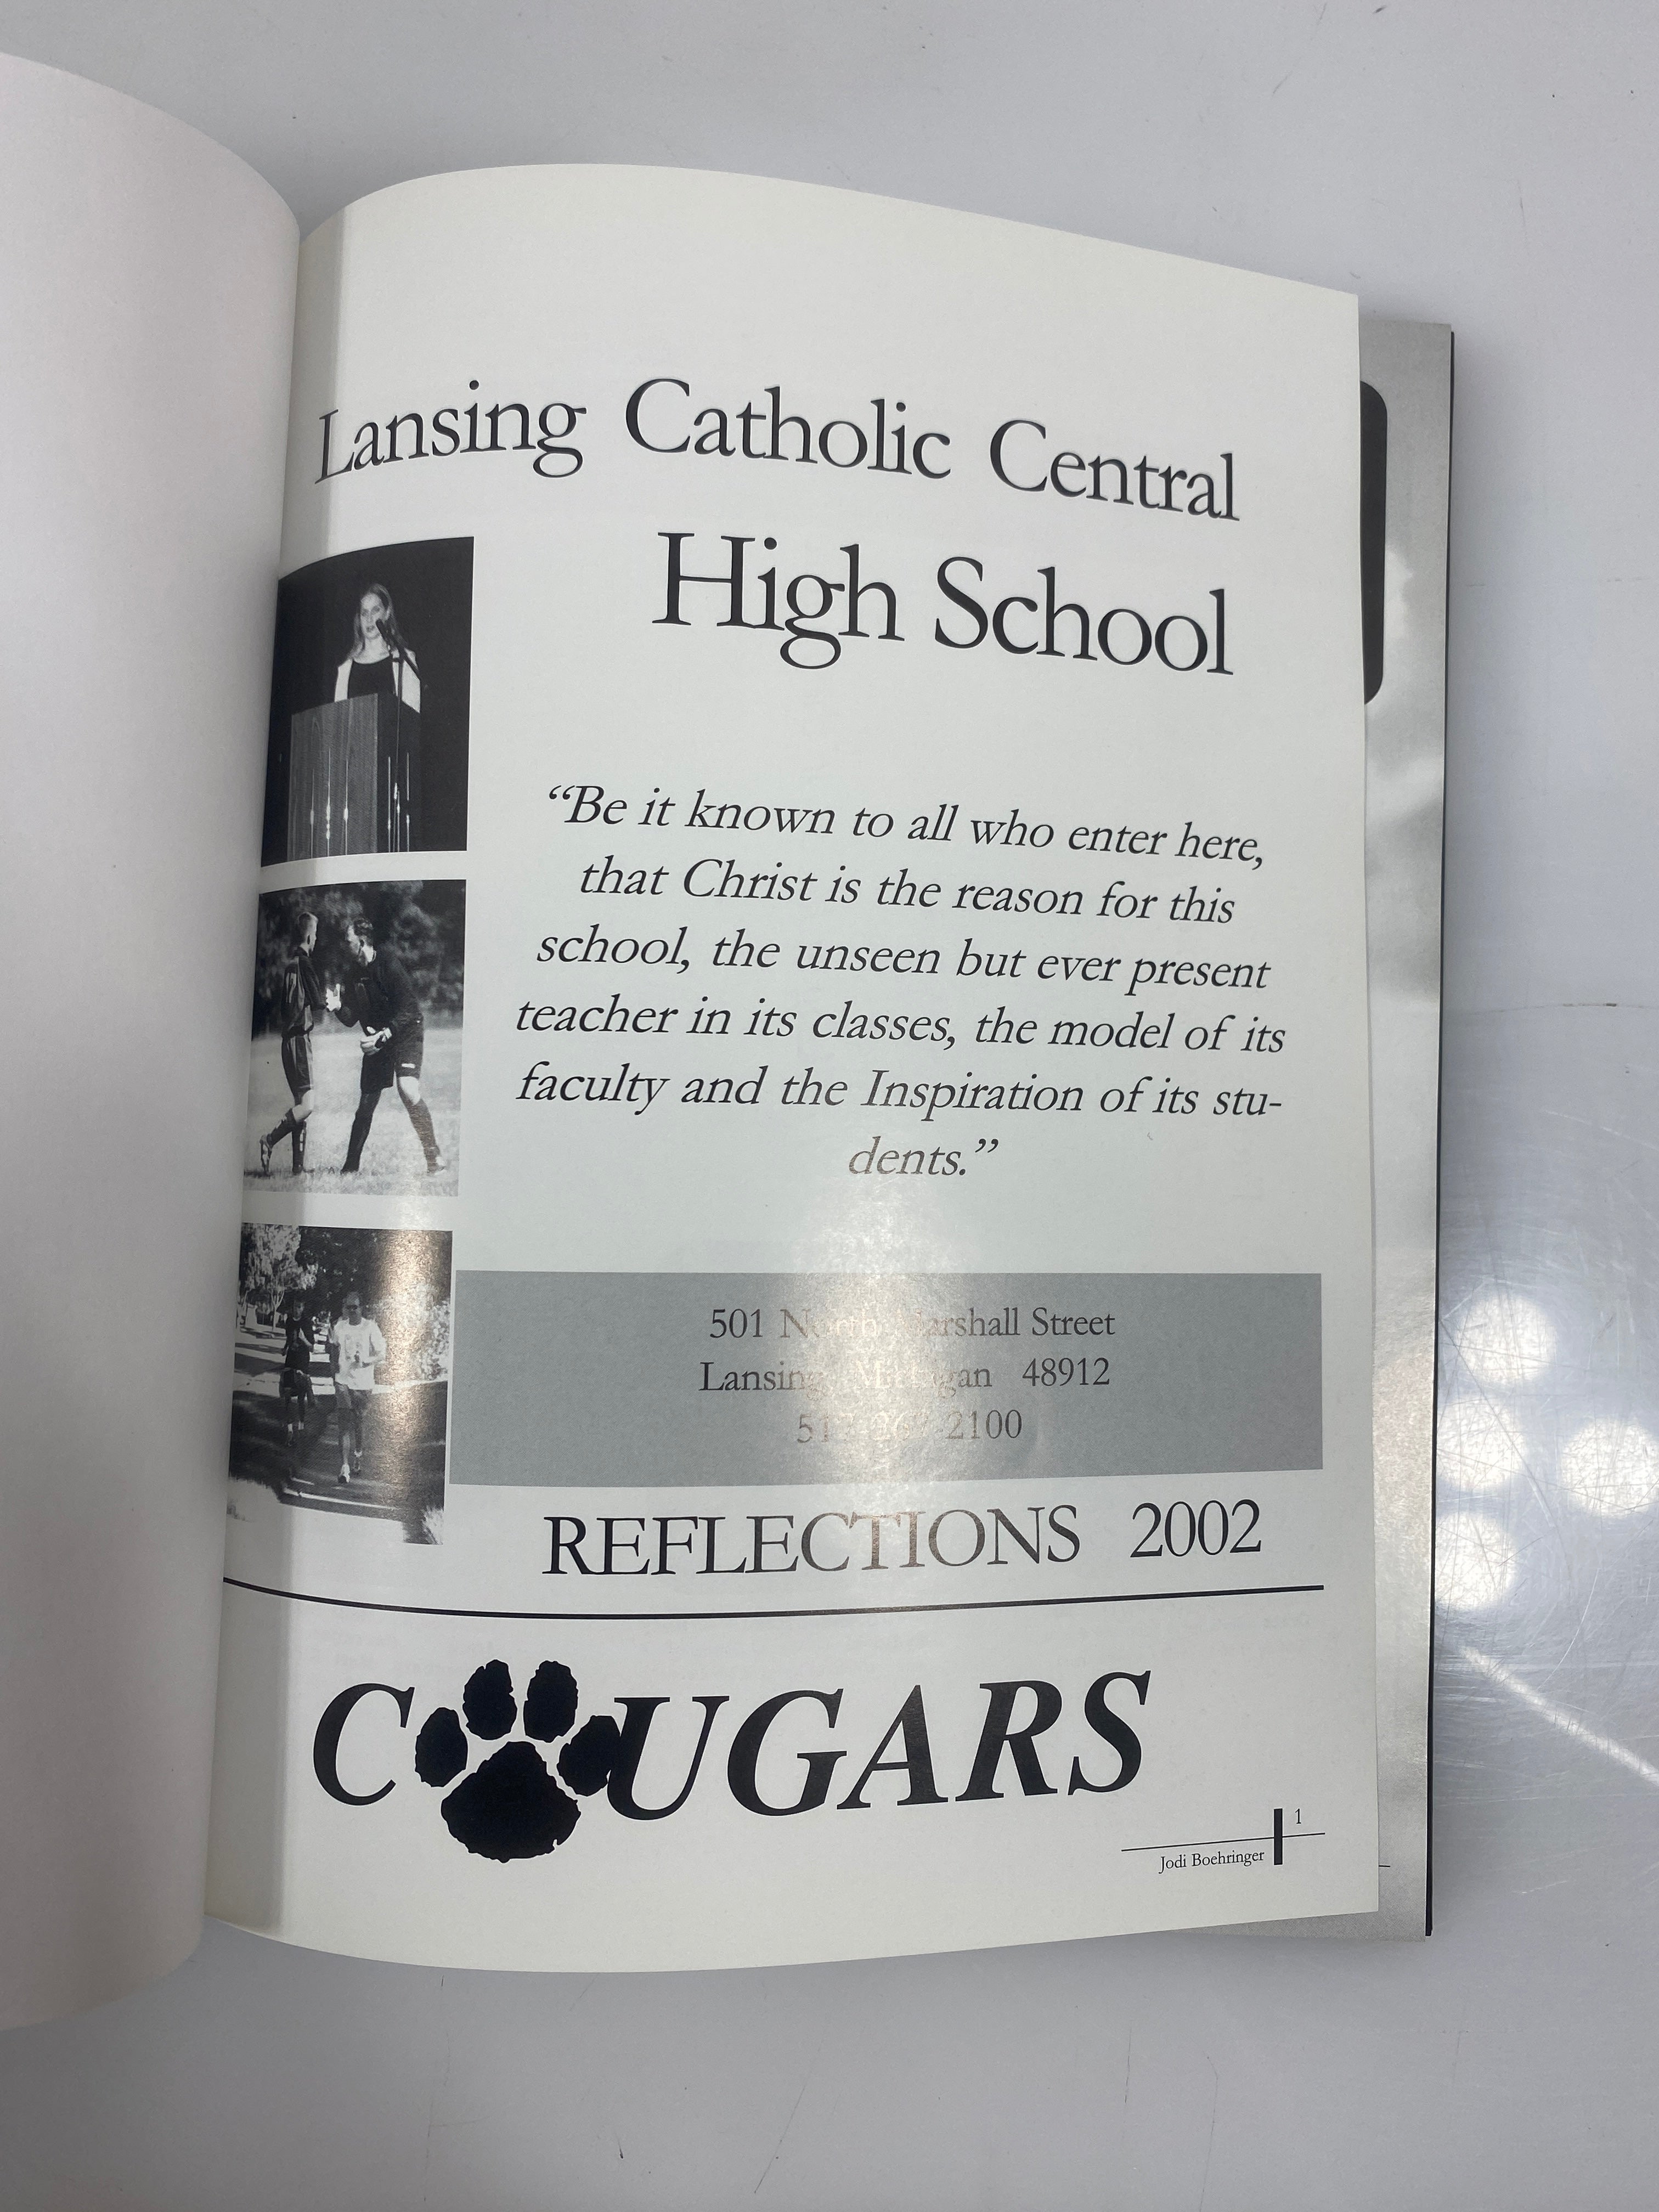 Lansing Catholic Central
High School
“Be it known to all who enter here,
that Christ is the reason for this
school, the unseen but ever present
teacher in its classes, the model of its
faculty and the Inspiration of its stu-
dents.”
501 North Marshall Street
Lansing Michigan 48912
2100
REFLECTIONS 2002
COUGARS
1
Jodi Boehringer